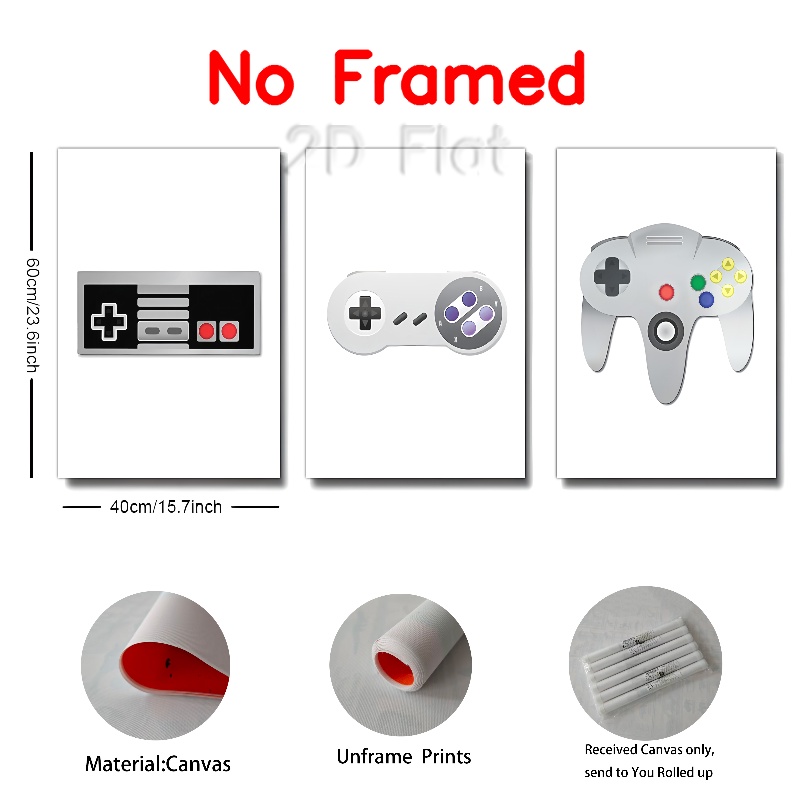 No Framed
2D Flat
60cm/23.6inch
40cm/15.7inch
Material:Canvas
Unframe Prints
Received Canvas only,
send to You Rolled up